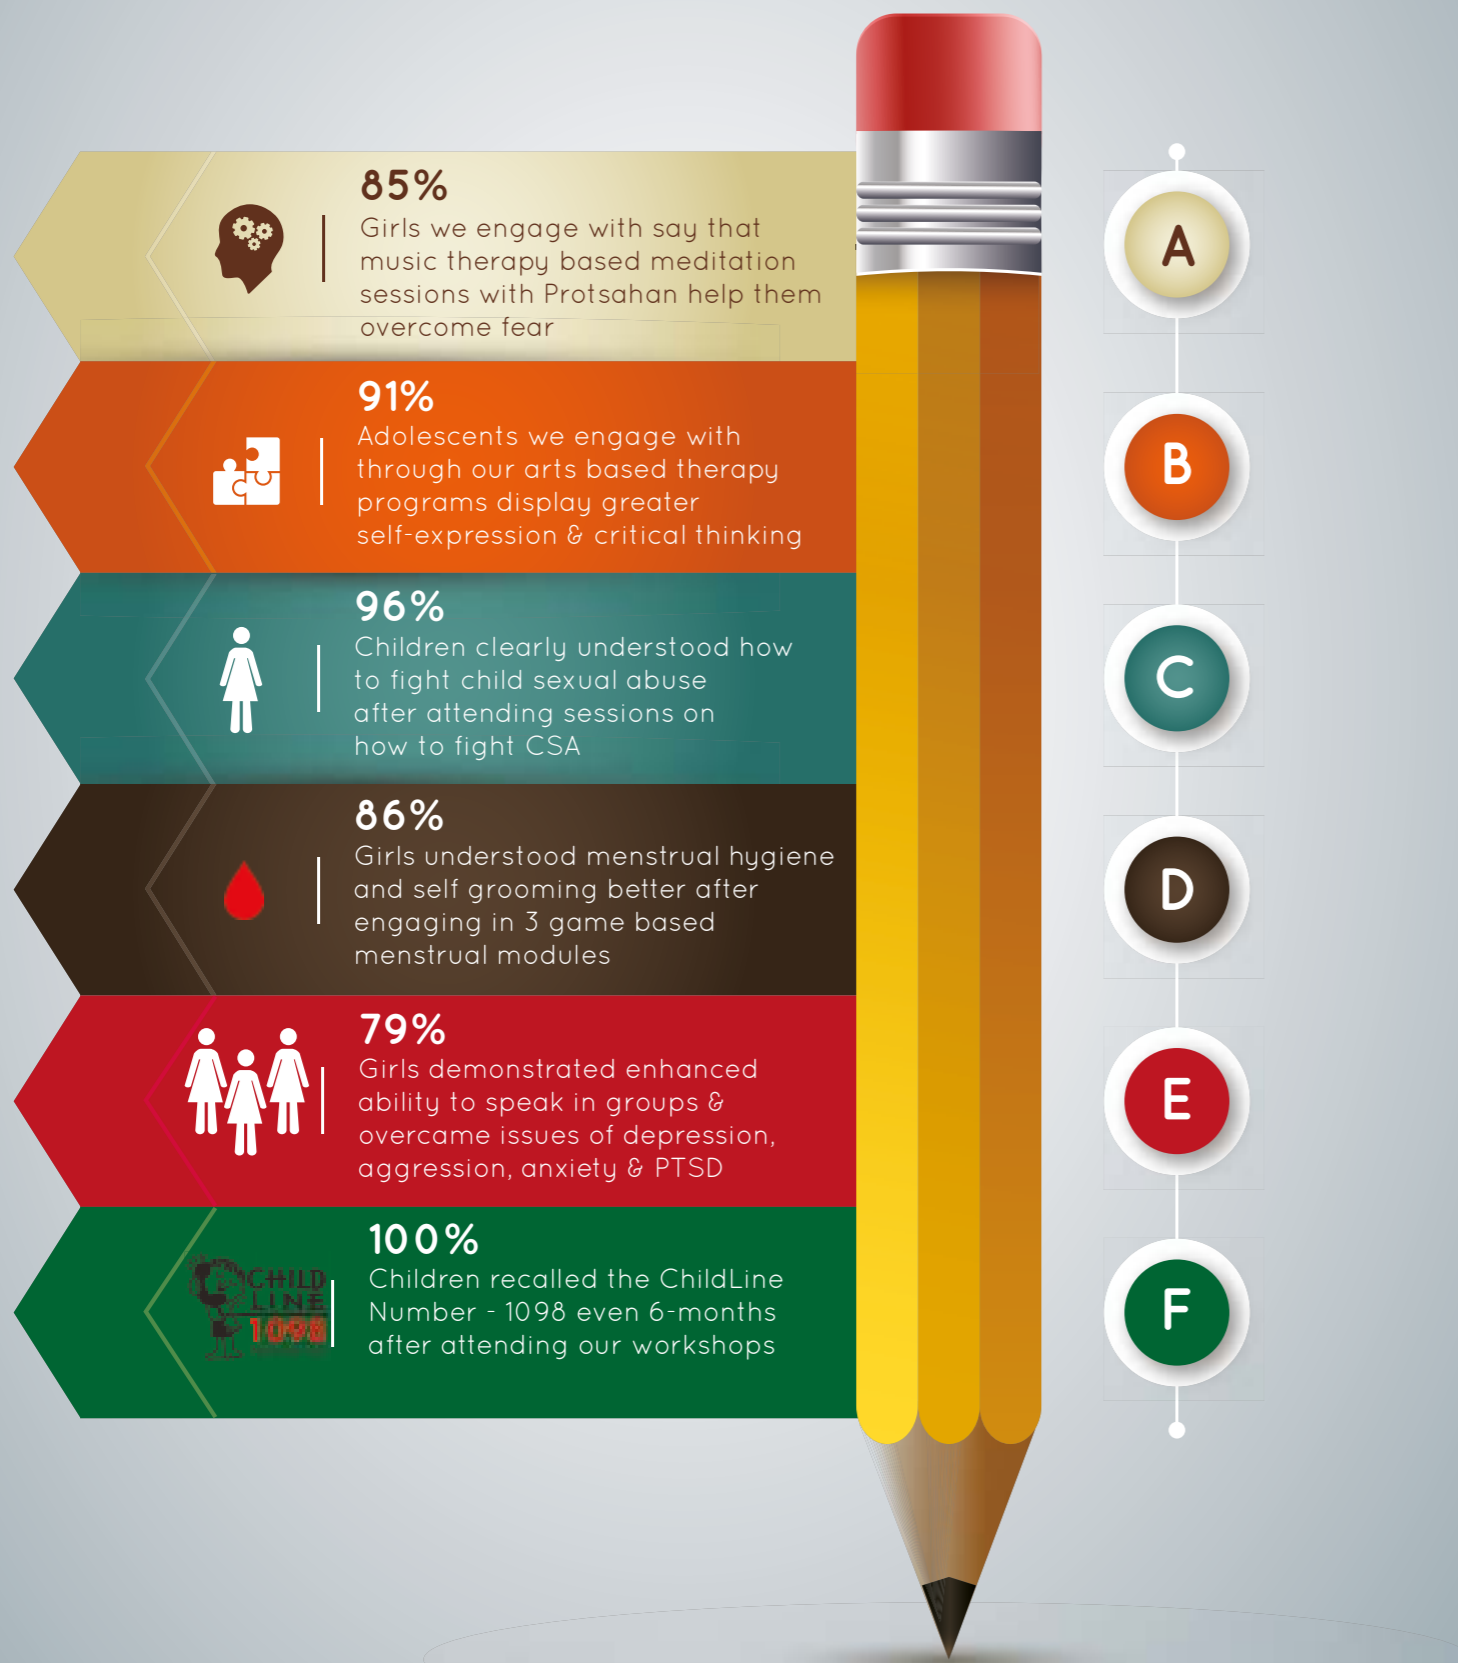 85%
Girls we engage with say that
music therapy based meditation
sessions with Protsahan help them
overcome fear
A
91%
Adolescents we engage with
through our arts based therapy
programs display greater
self-expression & critical thinking
B
96%
Children clearly understood how
to fight child sexual abuse
after attending sessions on
how to fight CSA
C
86%
Girls understood menstrual hygiene
and self grooming better after
engaging in 3 game based
menstrual modules
D
79%
Girls demonstrated enhanced
ability to speak in groups &
overcame issues of depression,
aggression, anxiety & PTSD
E
CHILD
LINE
1098
100%
Children recalled the ChildLine
Number - 1098 even 6-months
after attending our workshops
F